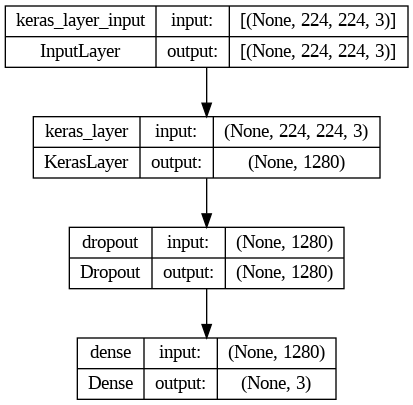 keras_layer_input input: [(None, 224, 224, 3)]
InputLayer output: [(None, 224, 224, 3)]
keras_layer input: (None, 224, 224, 3)
KerasLayer output: (None, 1280)
dropout input: (None, 1280)
Dropout output: (None, 1280)
dense input: (None, 1280)
Dense output: (None, 3)